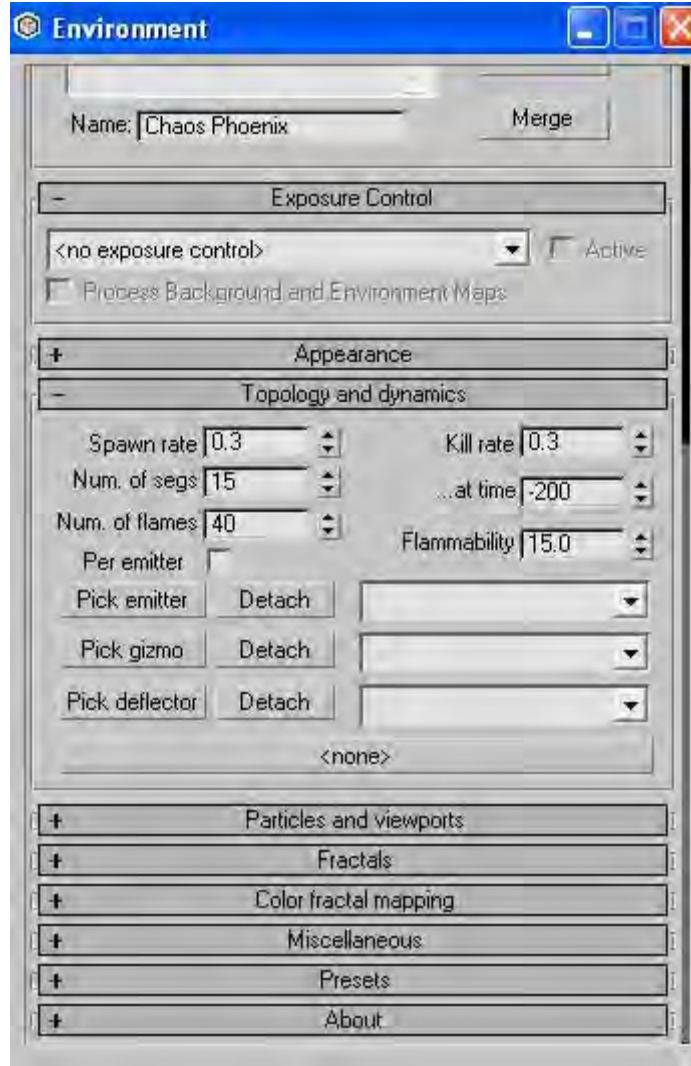 Environment
Name: Chaos Phoenix Merge
- Exposure Control
<no exposure control> Active
Process Background and Environment Maps
+ Appearance
- Topology and dynamics
Spawn rate 0.3 Kill rate 0.3
Num. of segs 15 ...at time -200
Num. of flames 40 Flammability 15.0
Per emitter
Pick emitter Detach
Pick gizmo Detach
Pick deflector Detach
<none>
+ Particles and viewports
+ Fractals
+ Color fractal mapping
+ Miscellaneous
+ Presets
+ About